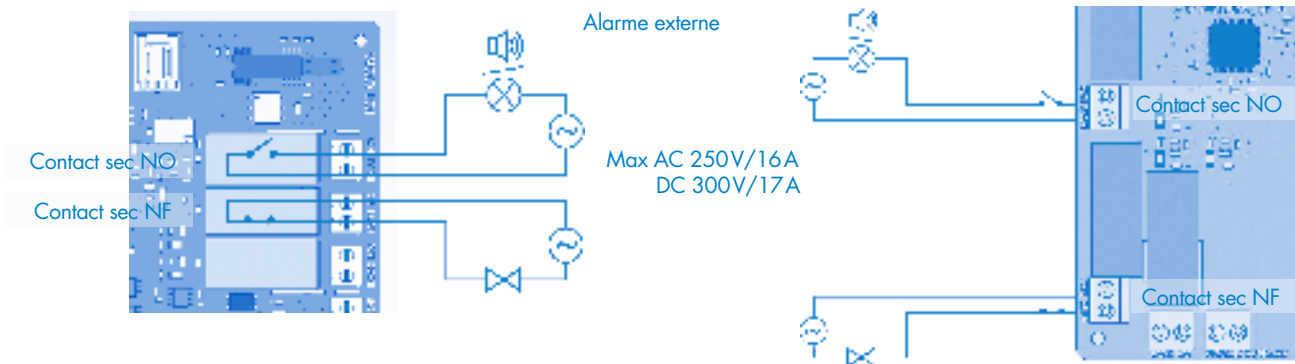 Alarme externe
Contact sec NO
Contact sec NF
Max AC 250V/16A
DC 300V/17A
Contact sec NO
Contact sec NF